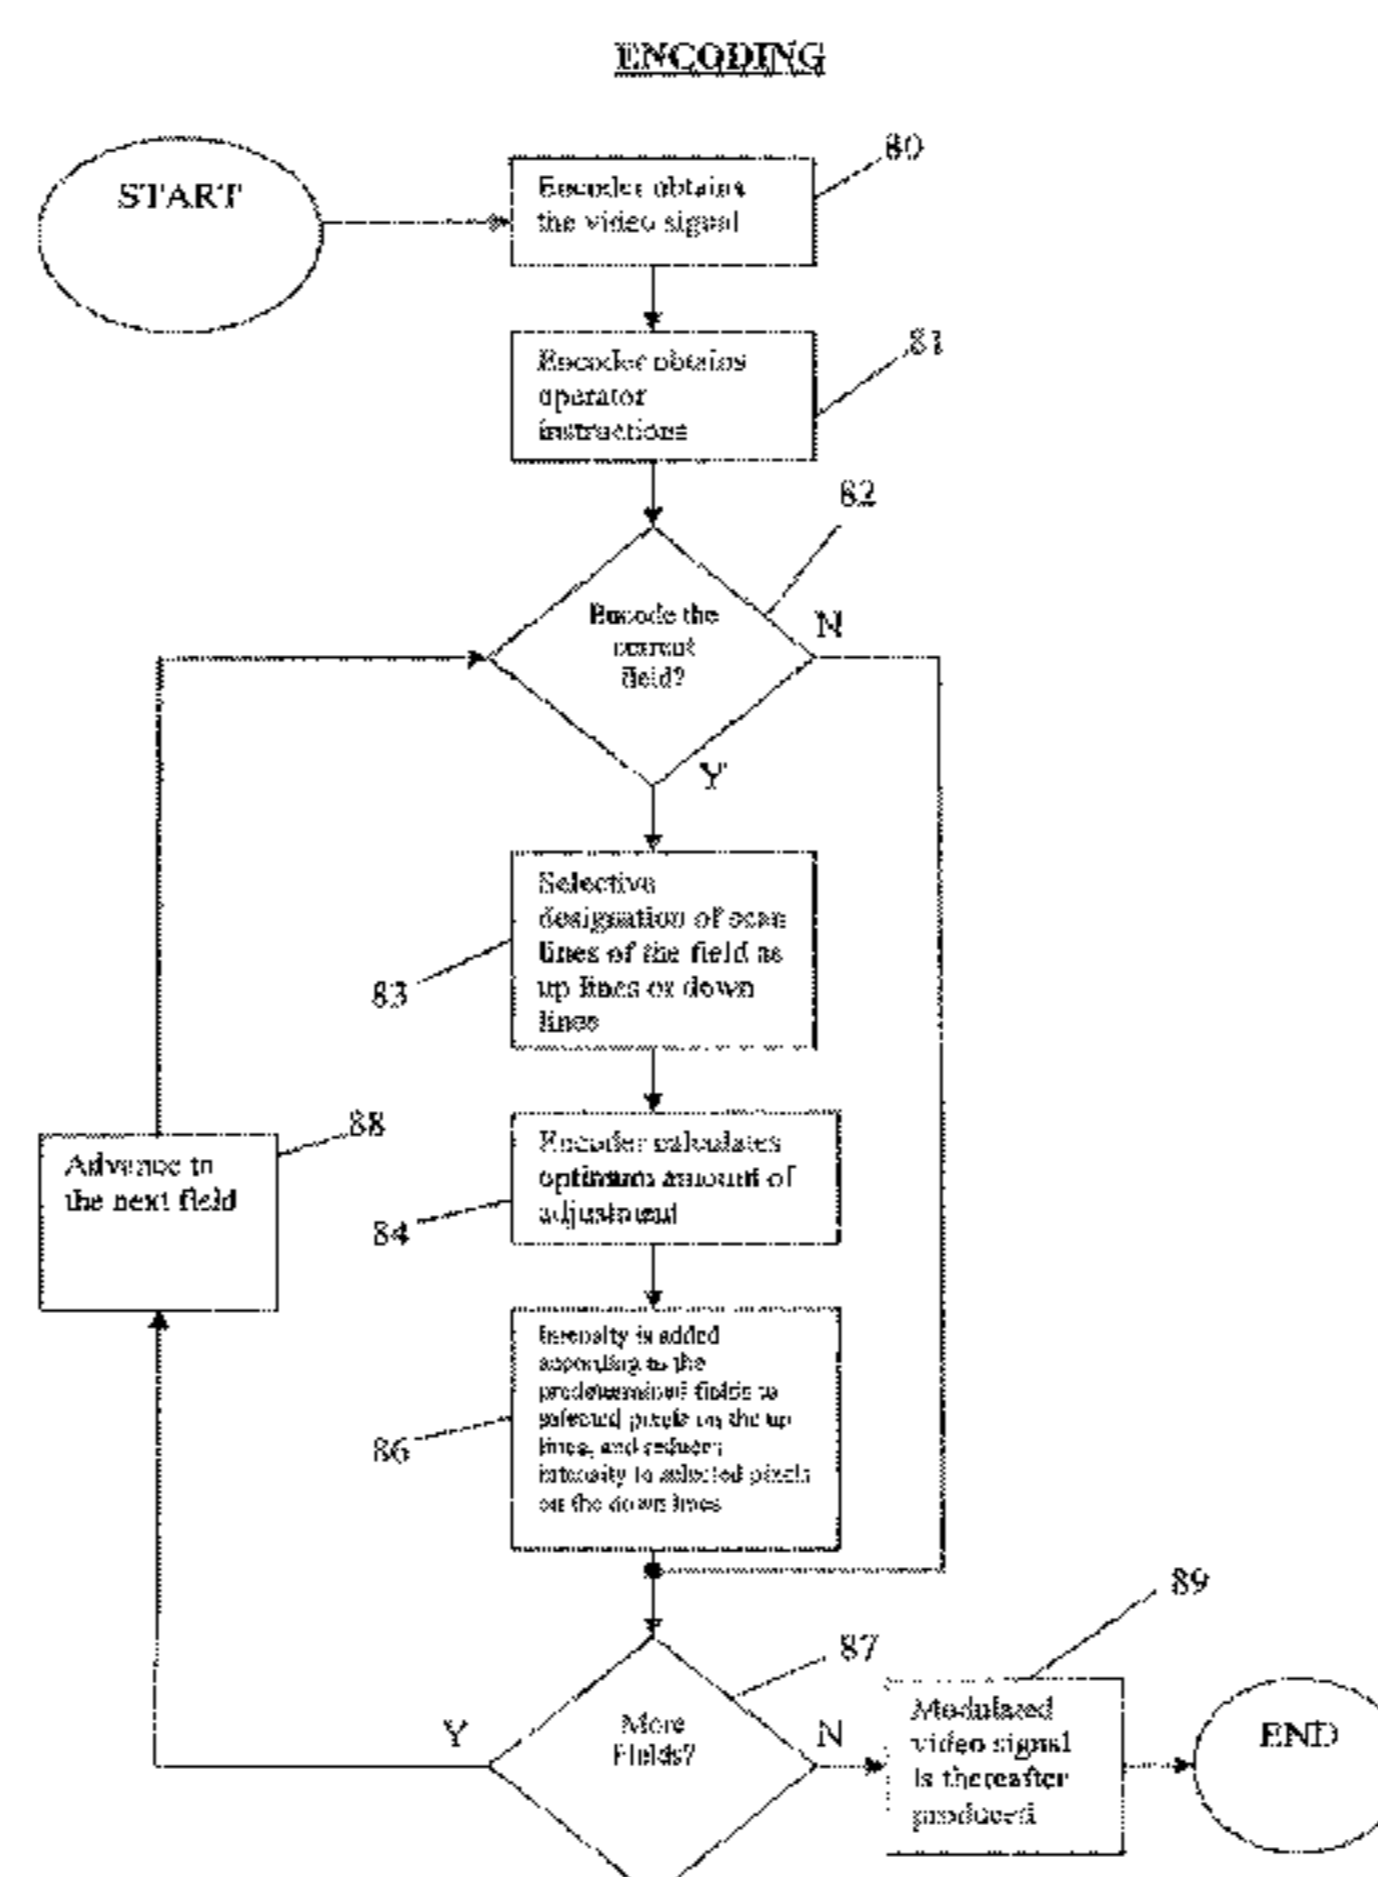 ENCODING
START
80
Encoder obtains
the video signal
81
Encoder obtains
operator
instructions
82
Encode the
current
field?
N
Y
Selective
designation of scan
lines of the field as
up lines or down
lines
83
88
Advance to
the next field
Encoder calculates
optimum amount of
adjustment
84
Intensity is added
according to the
predetermined fields to
selected pixels on the up
lines, and reduces
intensity to selected pixels
on the down lines
86
89
87
More
Fields?
Y
N
Modulated
video signal
is thereafter
produced
END